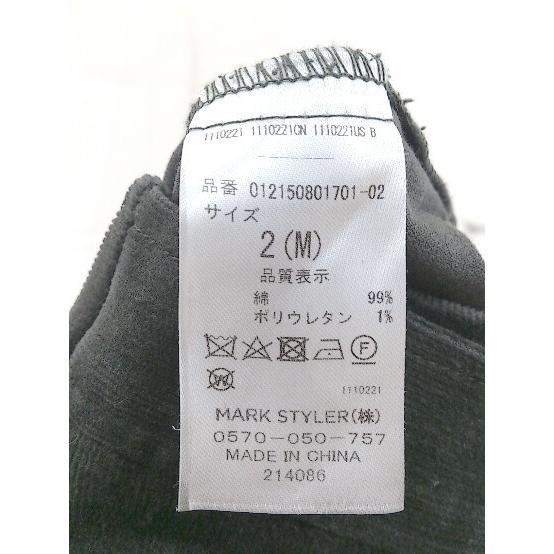 1110221 1110221CN 1110221US B
品番 012150801701-02
サイズ
2(M)
品質表示
綿 99%
ポリウレタン 1%
F
W
1110221
MARK STYLER(株)
0570-050-757
MADE IN CHINA
214086